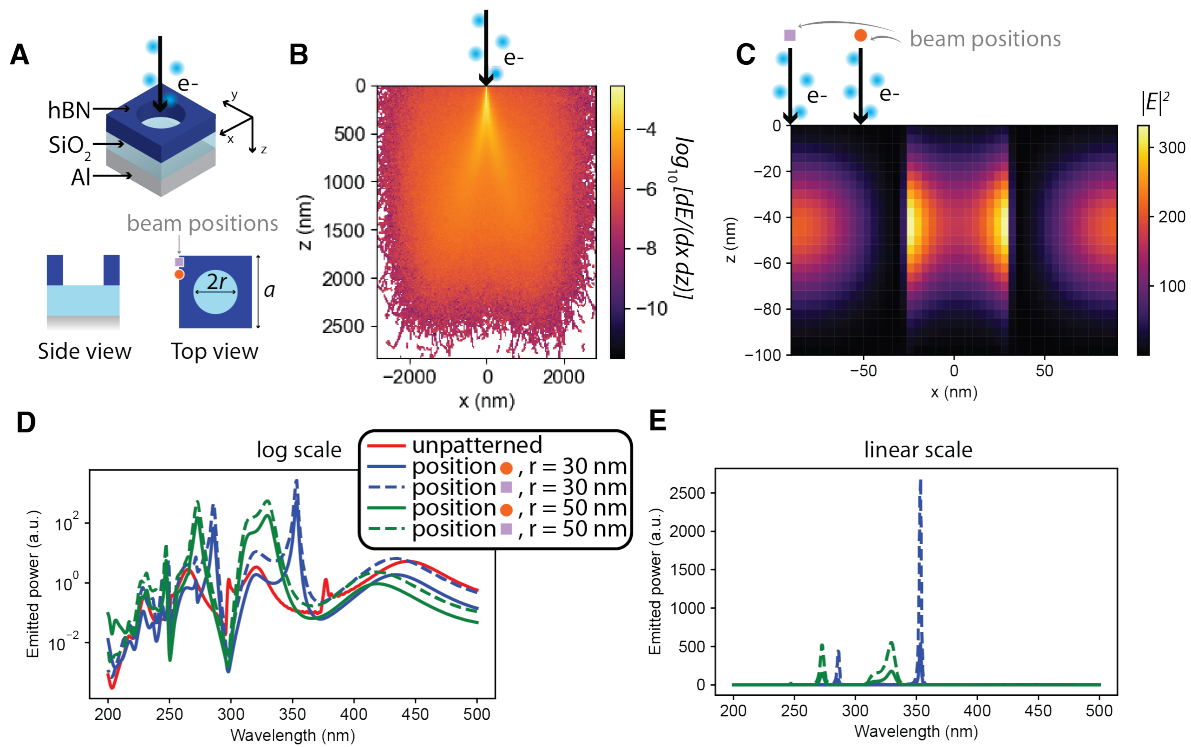 A
e-
hBN
SiO2
Al
y
x
z
beam positions
2r
a
Side view
Top view
B
e-
0
500
1000
1500
2000
2500
z (nm)
−2000
0
2000
x (nm)
−4
−6
−8
−10
log10[dE/(dx dz)]
C
beam positions
e-
e-
|E|²
0
−20
−40
−60
−80
−100
z (nm)
−50
0
50
x (nm)
300
200
100
D
log scale
unpatterned
position , r = 30 nm
position , r = 30 nm
position , r = 50 nm
position , r = 50 nm
10²
10⁰
10⁻²
Emitted power (a.u.)
200
250
300
350
400
450
500
Wavelength (nm)
E
linear scale
2500
2000
1500
1000
500
0
Emitted power (a.u.)
200
250
300
350
400
450
500
Wavelength (nm)